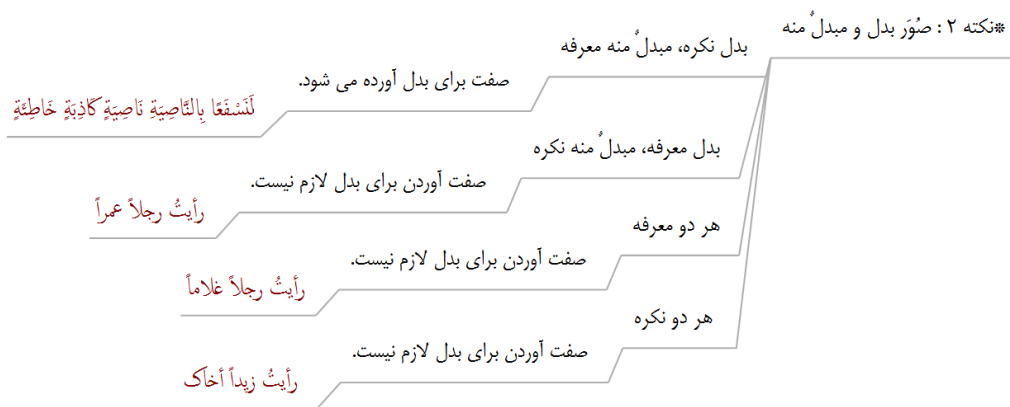 *نکته ۲ : صُوَر بدل و مبدلٌ منه
بدل نکره، مبدلٌ منه معرفه
صفت برای بدل آورده می شود.
لَنَسْفَعًا بِالنَّاصِيَةِ نَاصِيَةٍ كَاذِبَةٍ خَاطِئَةٍ
بدل معرفه، مبدلٌ منه نکره
صفت آوردن برای بدل لازم نیست.
رأيتُ رجلاً عمراً
هر دو معرفه
صفت آوردن برای بدل لازم نیست.
رأيتُ رجلاً غلاماً
هر دو نکره
صفت آوردن برای بدل لازم نیست.
رأيتُ زيداً أخاک